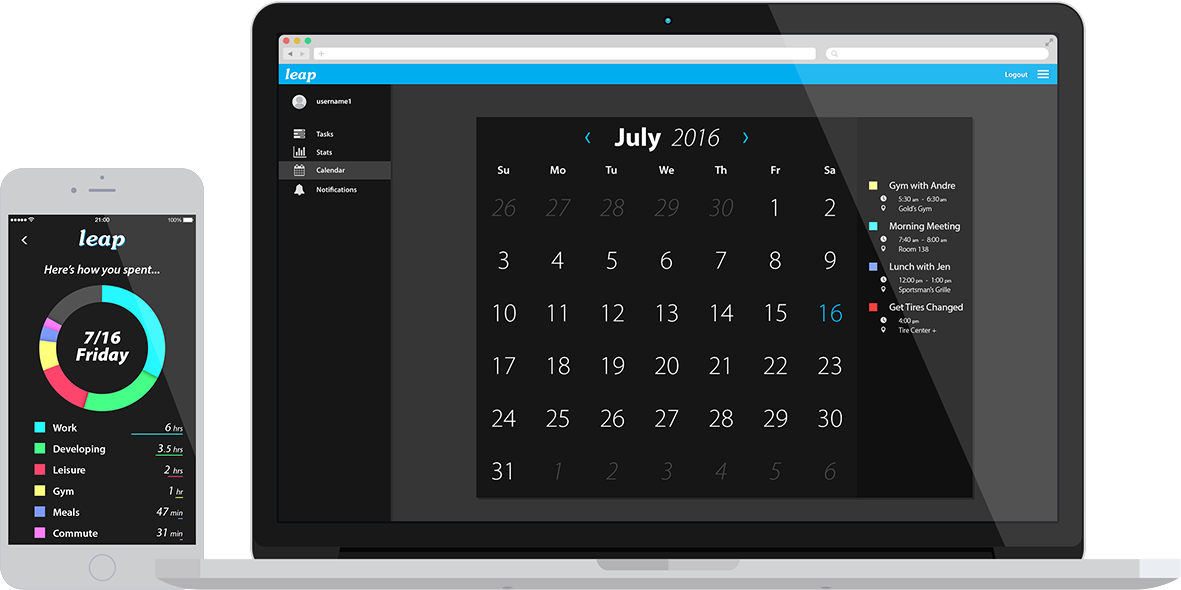 21:00 100%
leap
Here's how you spent...
7/16
Friday
Work 6 hrs
Developing 3.5 hrs
Leisure 2 hrs
Gym 1 hr
Meals 47 min
Commute 31 min
leap Logout
username1
Tasks
Stats
Calendar
Notifications
July 2016
Su Mo Tu We Th Fr Sa
26 27 28 29 30 1 2
3 4 5 6 7 8 9
10 11 12 13 14 15 16
17 18 19 20 21 22 23
24 25 26 27 28 29 30
31 1 2 3 4 5 6
Gym with Andre
5:30 am - 6:30 am
Gold's Gym
Morning Meeting
7:40 am - 8:00 am
Room 138
Lunch with Jen
12:00 pm - 1:00 pm
Sportsman's Grille
Get Tires Changed
4:00 pm
Tire Center +